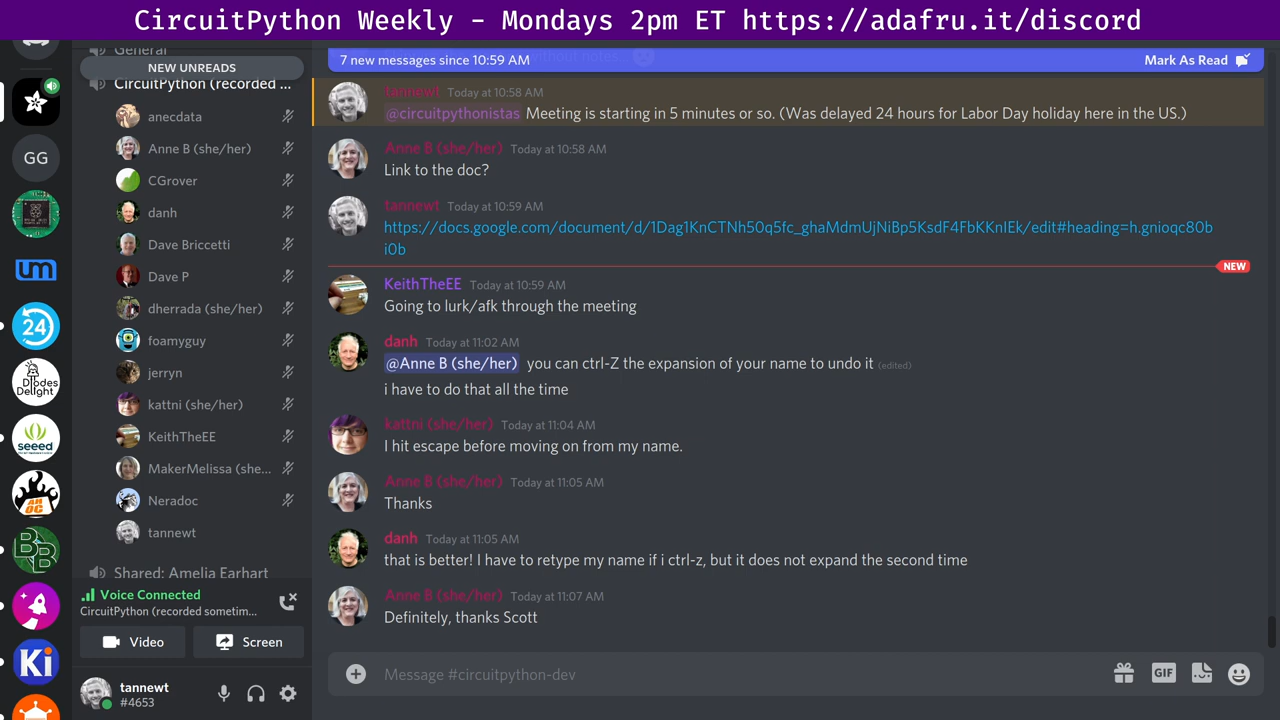 CircuitPython Weekly - Mondays 2pm ET https://adafru.it/discord
General
NEW UNREADS
CircuitPython (recorded ...
anecdata
Anne B (she/her)
CGrover
danh
Dave Briccetti
Dave P
dherrada (she/her)
foamyguy
jerryn
kattni (she/her)
KeithTheEE
MakerMelissa (she...
Neradoc
tannewt
Shared: Amelia Earhart
Voice Connected
CircuitPython (recorded sometim...
Video
Screen
tannewt
#4653
GG
um
24
DIODES
DELIGHT
seeed
AHOC
BB
Ki
without notes.
7 new messages since 10:59 AM
Mark As Read
tannewt Today at 10:58 AM
@circuitpythonistas Meeting is starting in 5 minutes or so. (Was delayed 24 hours for Labor Day holiday here in the US.)
Anne B (she/her) Today at 10:58 AM
Link to the doc?
tannewt Today at 10:59 AM
https://docs.google.com/document/d/1Dag1KnCTNh50q5fc_ghaMdmUjNiBp5KsdF4FbKKnIEk/edit#heading=h.gnioqc80b
i0b
NEW
KeithTheEE Today at 10:59 AM
Going to lurk/afk through the meeting
danh Today at 11:02 AM
@Anne B (she/her) you can ctrl-Z the expansion of your name to undo it (edited)
i have to do that all the time
kattni (she/her) Today at 11:04 AM
I hit escape before moving on from my name.
Anne B (she/her) Today at 11:05 AM
Thanks
danh Today at 11:05 AM
that is better! I have to retype my name if i ctrl-z, but it does not expand the second time
Anne B (she/her) Today at 11:07 AM
Definitely, thanks Scott
Message #circuitpython-dev
GIF